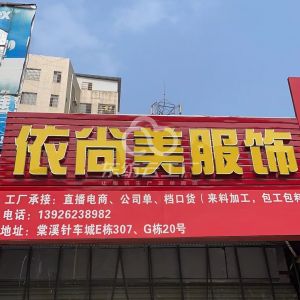 依尚美服饰
工厂承接：直播电商、公司单、档口货（来料加工，包工包料
电话：13926238982
地址：棠溪针车城E栋307、G栋20号